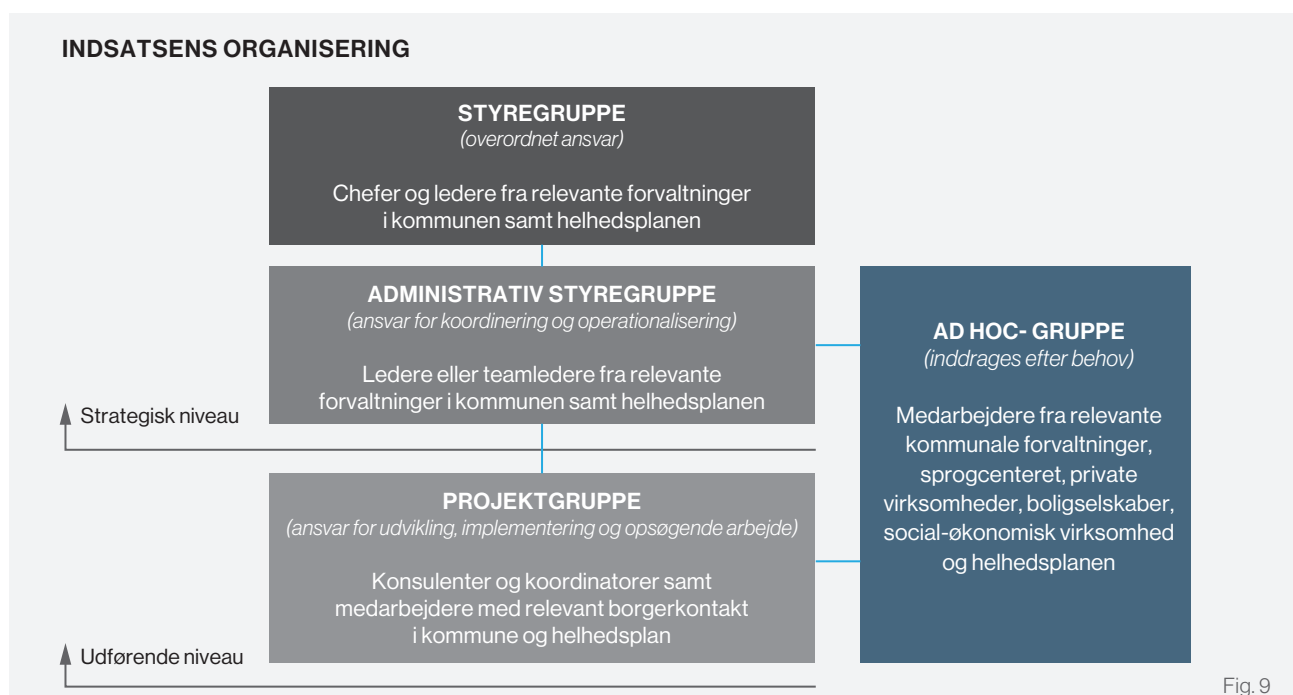 INDSATSENS ORGANISERING
STYREGRUPPE
(overordnet ansvar)
Chefer og ledere fra relevante forvaltninger
i kommunen samt helhedsplanen
ADMINISTRATIV STYREGRUPPE
(ansvar for koordinering og operationalisering)
Ledere eller teamledere fra relevante
forvaltninger i kommunen samt helhedsplanen
Strategisk niveau
AD HOC- GRUPPE
(inddrages efter behov)
Medarbejdere fra relevante
kommunale forvaltninger,
sprogcenteret, private
virksomheder, boligselskaber,
social-økonomisk virksomhed
og helhedsplanen
PROJEKTGRUPPE
(ansvar for udvikling, implementering og opsøgende arbejde)
Konsulenter og koordinatorer samt
medarbejdere med relevant borgerkontakt
i kommune og helhedsplan
Udførende niveau
Fig. 9